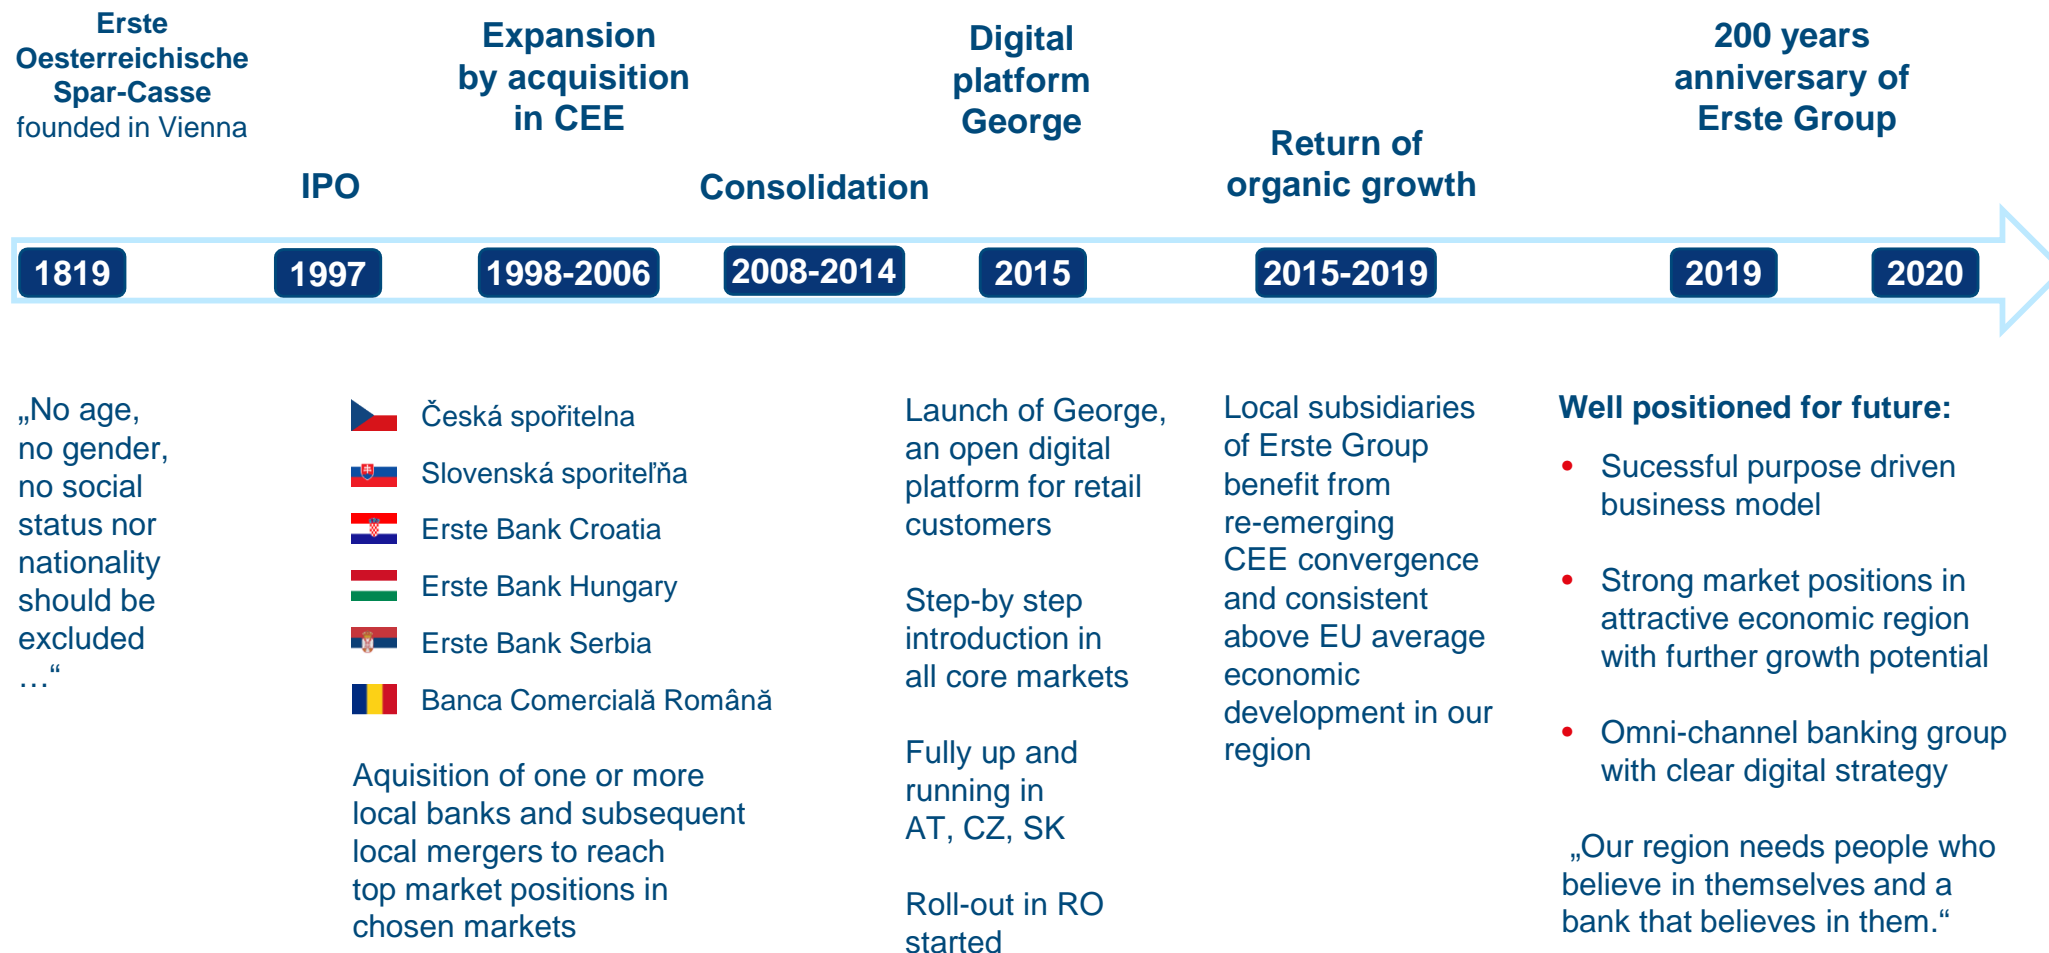 Erste
Oesterreichische
Spar-Casse
founded in Vienna
IPO
Expansion
by acquisition
in CEE
Consolidation
Digital
platform
George
Return of
organic growth
200 years
anniversary of
Erste Group
1819
1997
1998-2006
2008-2014
2015
2015-2019
2019
2020
„No age,
no gender,
no social
status nor
nationality
should be
excluded
…“
Česká spořitelna
Slovenská sporiteľňa
Erste Bank Croatia
Erste Bank Hungary
Erste Bank Serbia
Banca Comercială Română
Aquisition of one or more
local banks and subsequent
local mergers to reach
top market positions in
chosen markets
Launch of George,
an open digital
platform for retail
customers
Step-by step
introduction in
all core markets
Fully up and
running in
AT, CZ, SK
Roll-out in RO
started
Local subsidiaries
of Erste Group
benefit from
re-emerging
CEE convergence
and consistent
above EU average
economic
development in our
region
Well positioned for future:
• Sucessful purpose driven
business model
• Strong market positions in
attractive economic region
with further growth potential
• Omni-channel banking group
with clear digital strategy
„Our region needs people who
believe in themselves and a
bank that believes in them.“